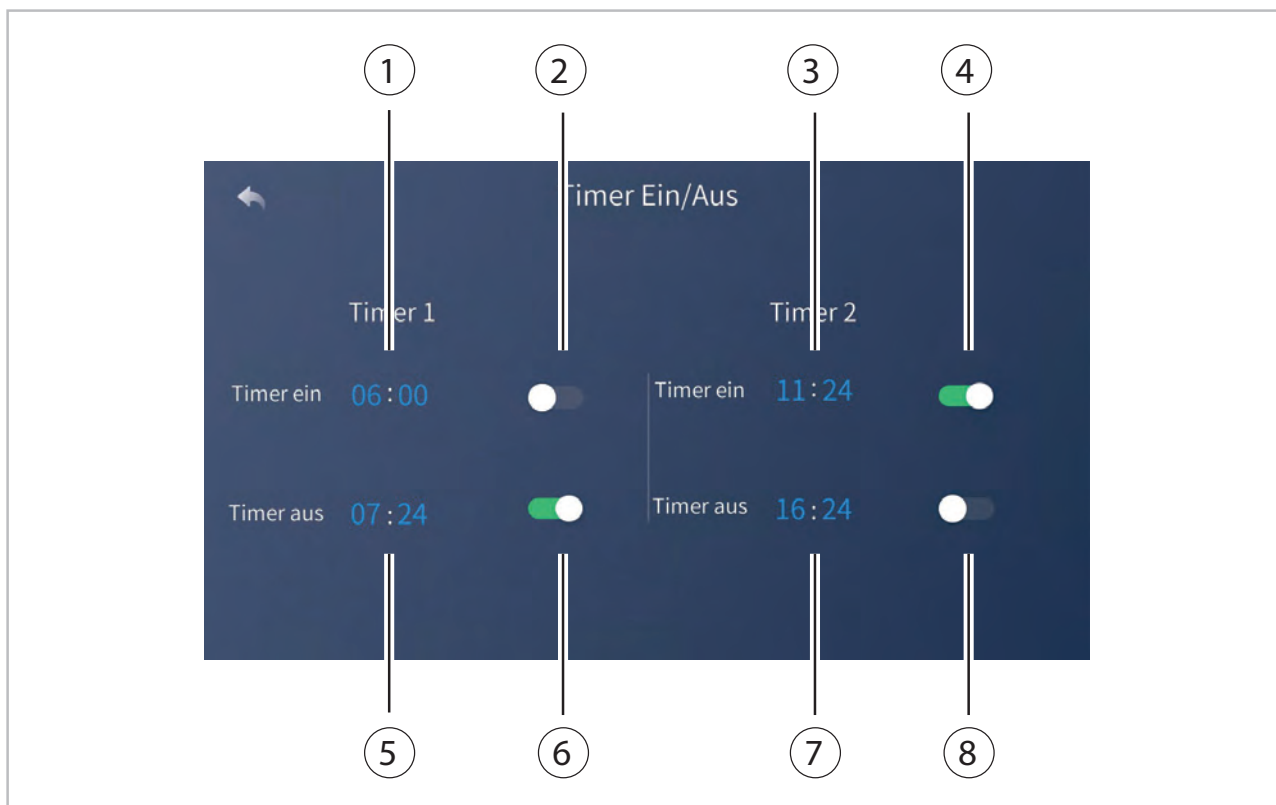 1 2 3 4
Timer Ein/Aus
Timer 1 Timer 2
Timer ein 06:00 Timer ein 11:24
Timer aus 07:24 Timer aus 16:24
5 6 7 8